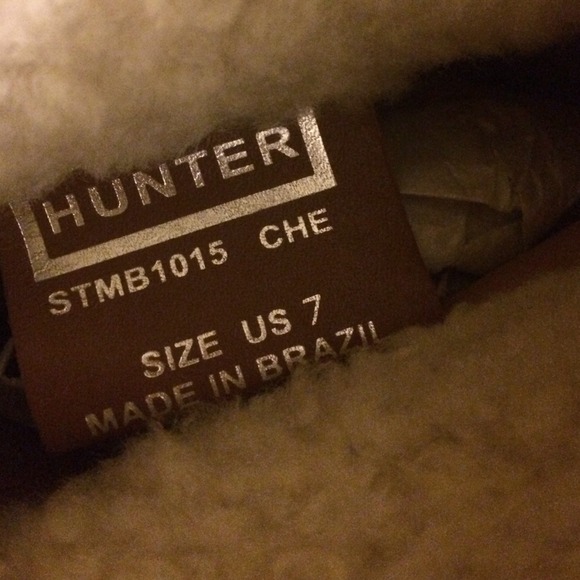 HUNTER
STMB1015 CHE
SIZE US 7
MADE IN BRAZIL